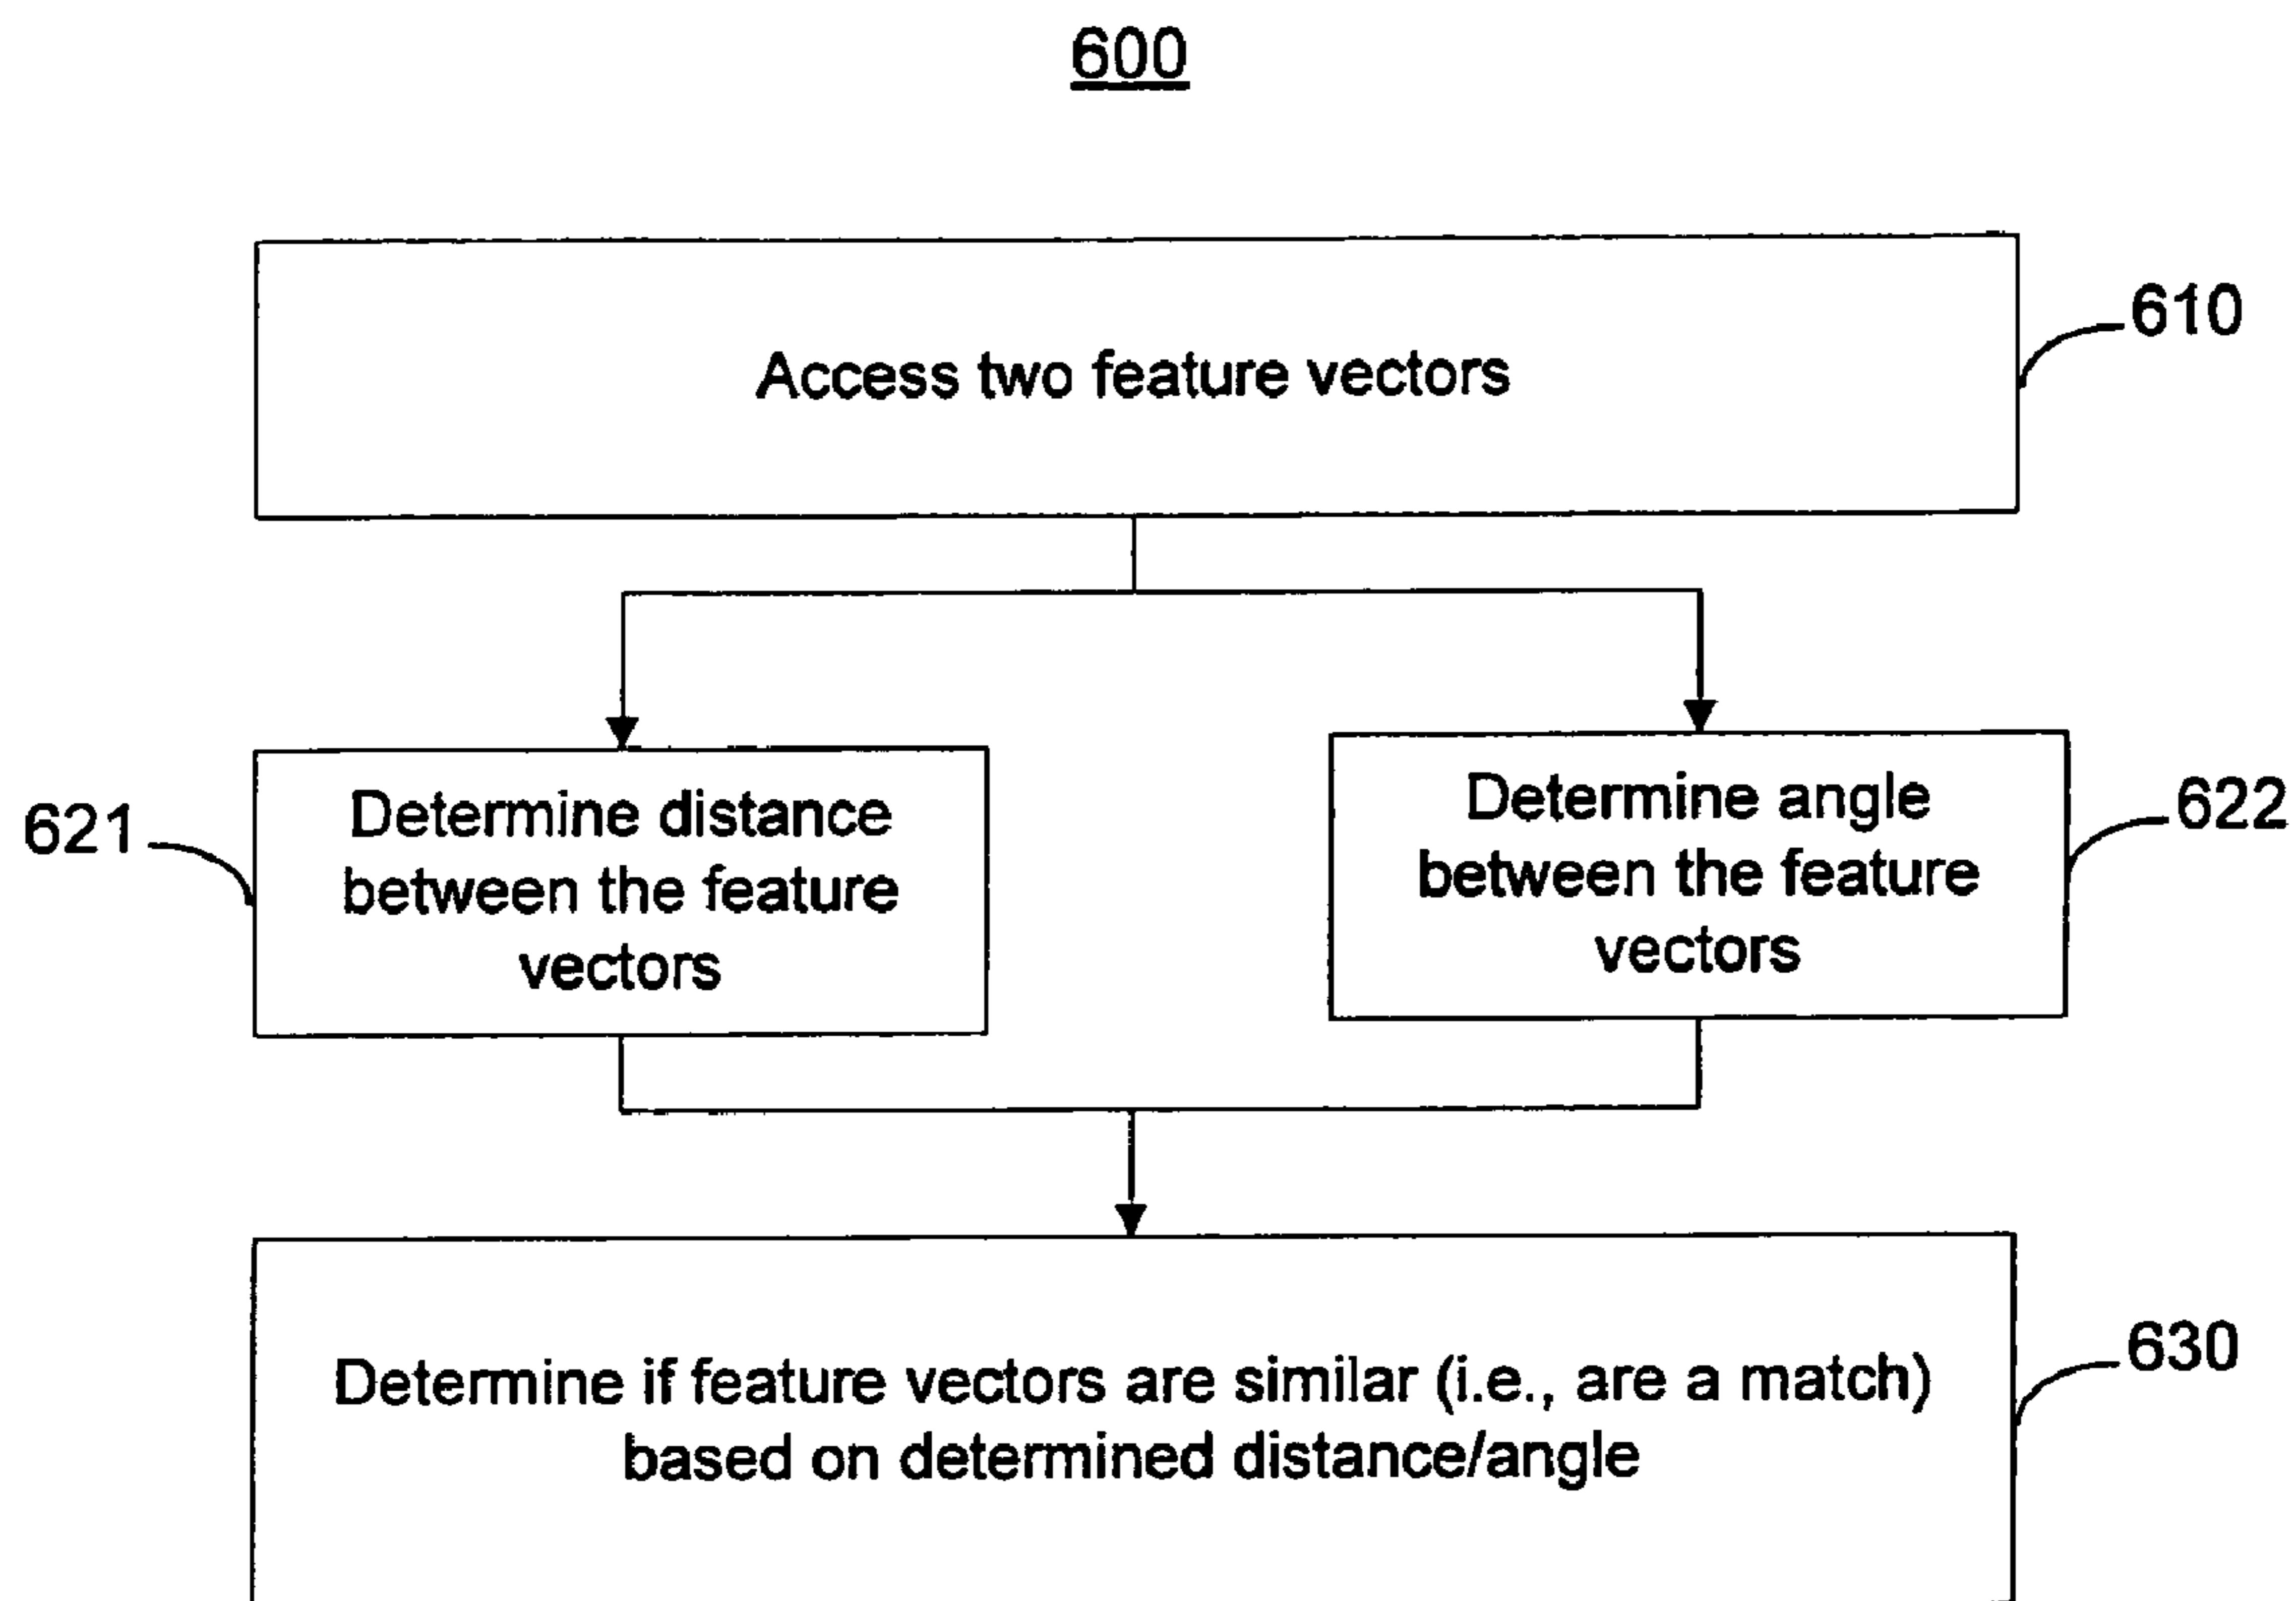 600
Access two feature vectors
610
621
Determine distance
between the feature
vectors
Determine angle
between the feature
vectors
622
Determine if feature vectors are similar (i.e., are a match)
based on determined distance/angle
630